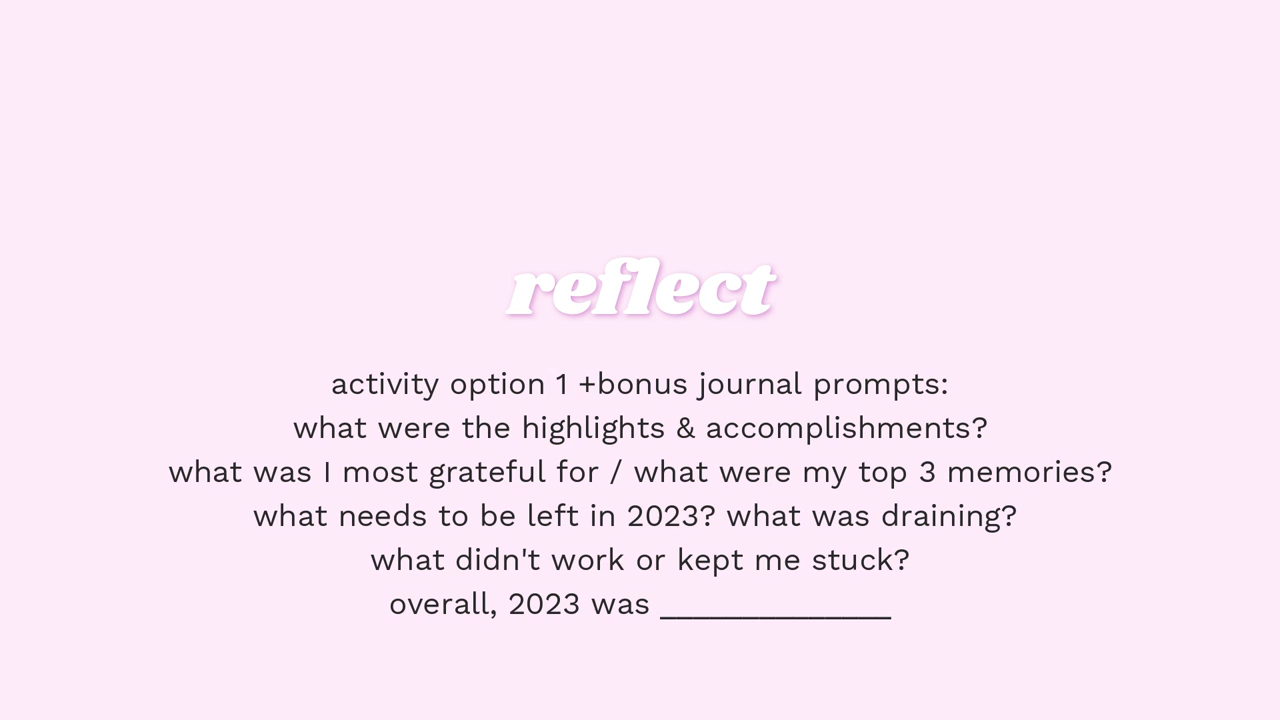 reflect
activity option 1 +bonus journal prompts:
what were the highlights & accomplishments?
what was I most grateful for / what were my top 3 memories?
what needs to be left in 2023? what was draining?
what didn't work or kept me stuck?
overall, 2023 was ______________